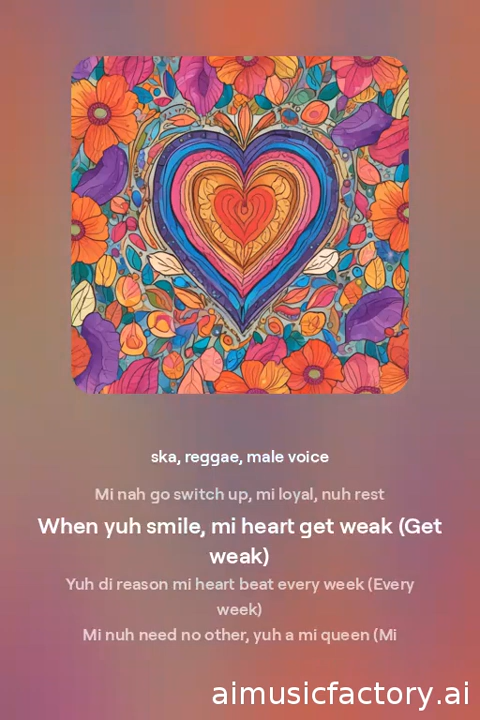 ska, reggae, male voice
Mi nah go switch up, mi loyal, nuh rest
When yuh smile, mi heart get weak (Get
weak)
Yuh di reason mi heart beat every week (Every
week)
Mi nuh need no other, yuh a mi queen (Mi
aimusicfactory.ai